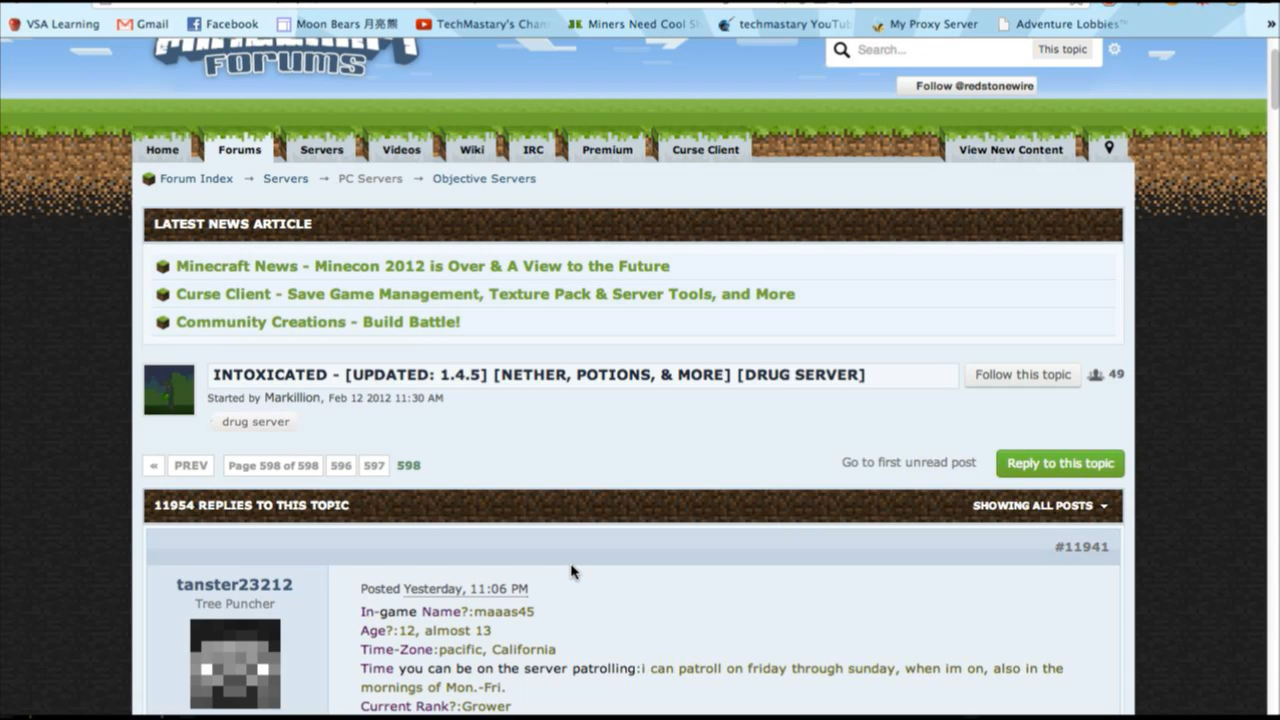 VSA Learning Gmail Facebook Moon Bears 月亮熊 TechMastary's Chan Miners Need Cool S techmastary YouTub My Proxy Server Adventure Lobbies™ »
FORUMS
Search... This topic
Follow @redstonewire
Home Forums Servers Videos Wiki IRC Premium Curse Client View New Content
Forum Index → Servers → PC Servers → Objective Servers
LATEST NEWS ARTICLE
Minecraft News - Minecon 2012 is Over & A View to the Future
Curse Client - Save Game Management, Texture Pack & Server Tools, and More
Community Creations - Build Battle!
INTOXICATED - [UPDATED: 1.4.5] [NETHER, POTIONS, & MORE] [DRUG SERVER] Follow this topic 49
Started by Markillion, Feb 12 2012 11:30 AM
drug server
« PREV Page 598 of 598 596 597 598 Go to first unread post Reply to this topic
11954 REPLIES TO THIS TOPIC SHOWING ALL POSTS
#11941
tanster23212
Tree Puncher
Posted Yesterday, 11:06 PM
In-game Name?:maaas45
Age?:12, almost 13
Time-Zone:pacific, California
Time you can be on the server patrolling:i can patroll on friday through sunday, when im on, also in the
mornings of Mon.-Fri.
Current Rank?:Grower